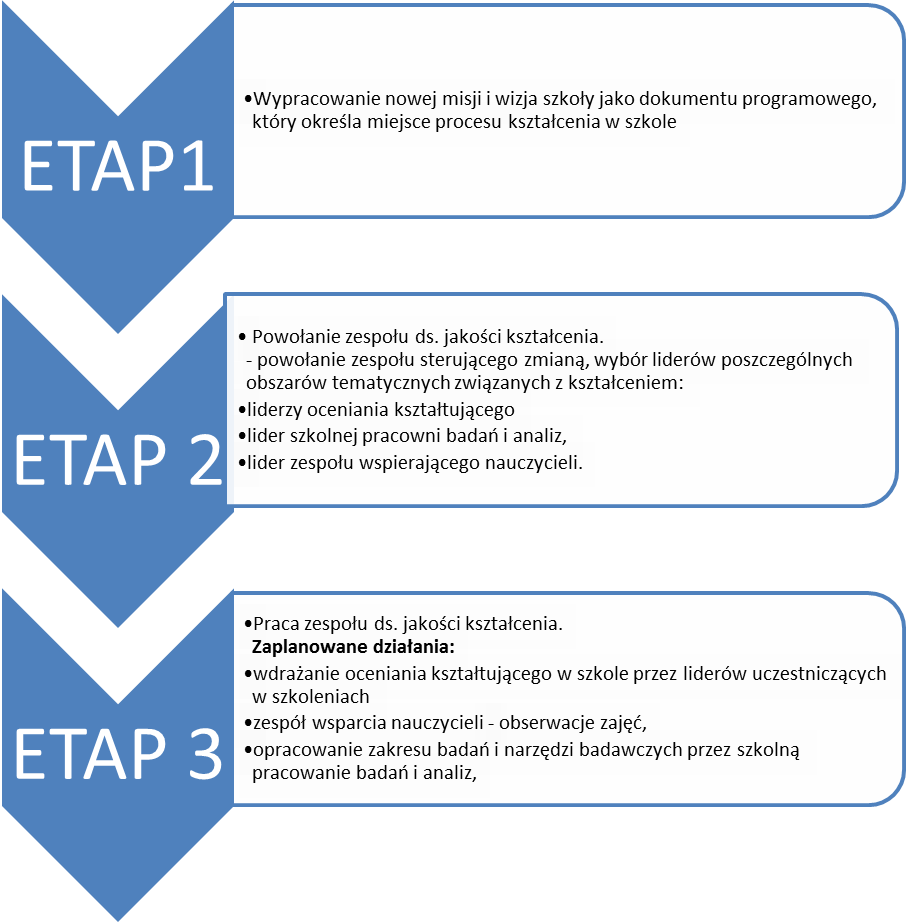 ETAP1
•Wypracowanie nowej misji i wizja szkoły jako dokumentu programowego,
który określa miejsce procesu kształcenia w szkole
ETAP 2
• Powołanie zespołu ds. jakości kształcenia.
- powołanie zespołu sterującego zmianą, wybór liderów poszczególnych
obszarów tematycznych związanych z kształceniem:
•liderzy oceniania kształtującego
•lider szkolnej pracowni badań i analiz,
•lider zespołu wspierającego nauczycieli.
ETAP 3
•Praca zespołu ds. jakości kształcenia.
Zaplanowane działania:
•wdrażanie oceniania kształtującego w szkole przez liderów uczestniczących
w szkoleniach
•zespół wsparcia nauczycieli - obserwacje zajęć,
•opracowanie zakresu badań i narzędzi badawczych przez szkolną
pracowanie badań i analiz,